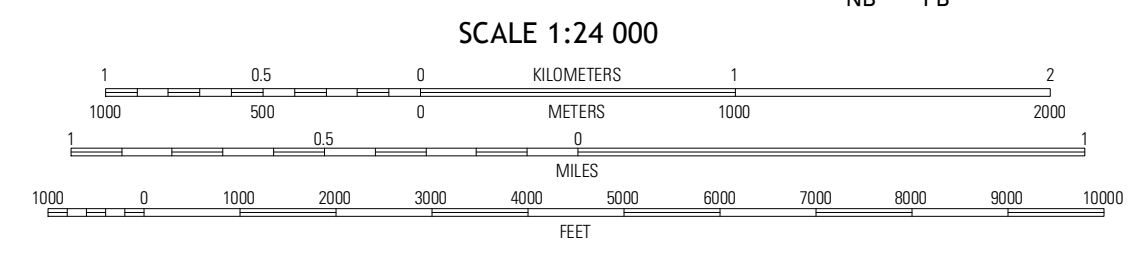 SCALE 1:24 000
1 0.5 0 KILOMETERS 1 2
1000 500 0 METERS 1000 2000
1 0.5 0 1
MILES
1000 0 1000 2000 3000 4000 5000 6000 7000 8000 9000 10000
FEET